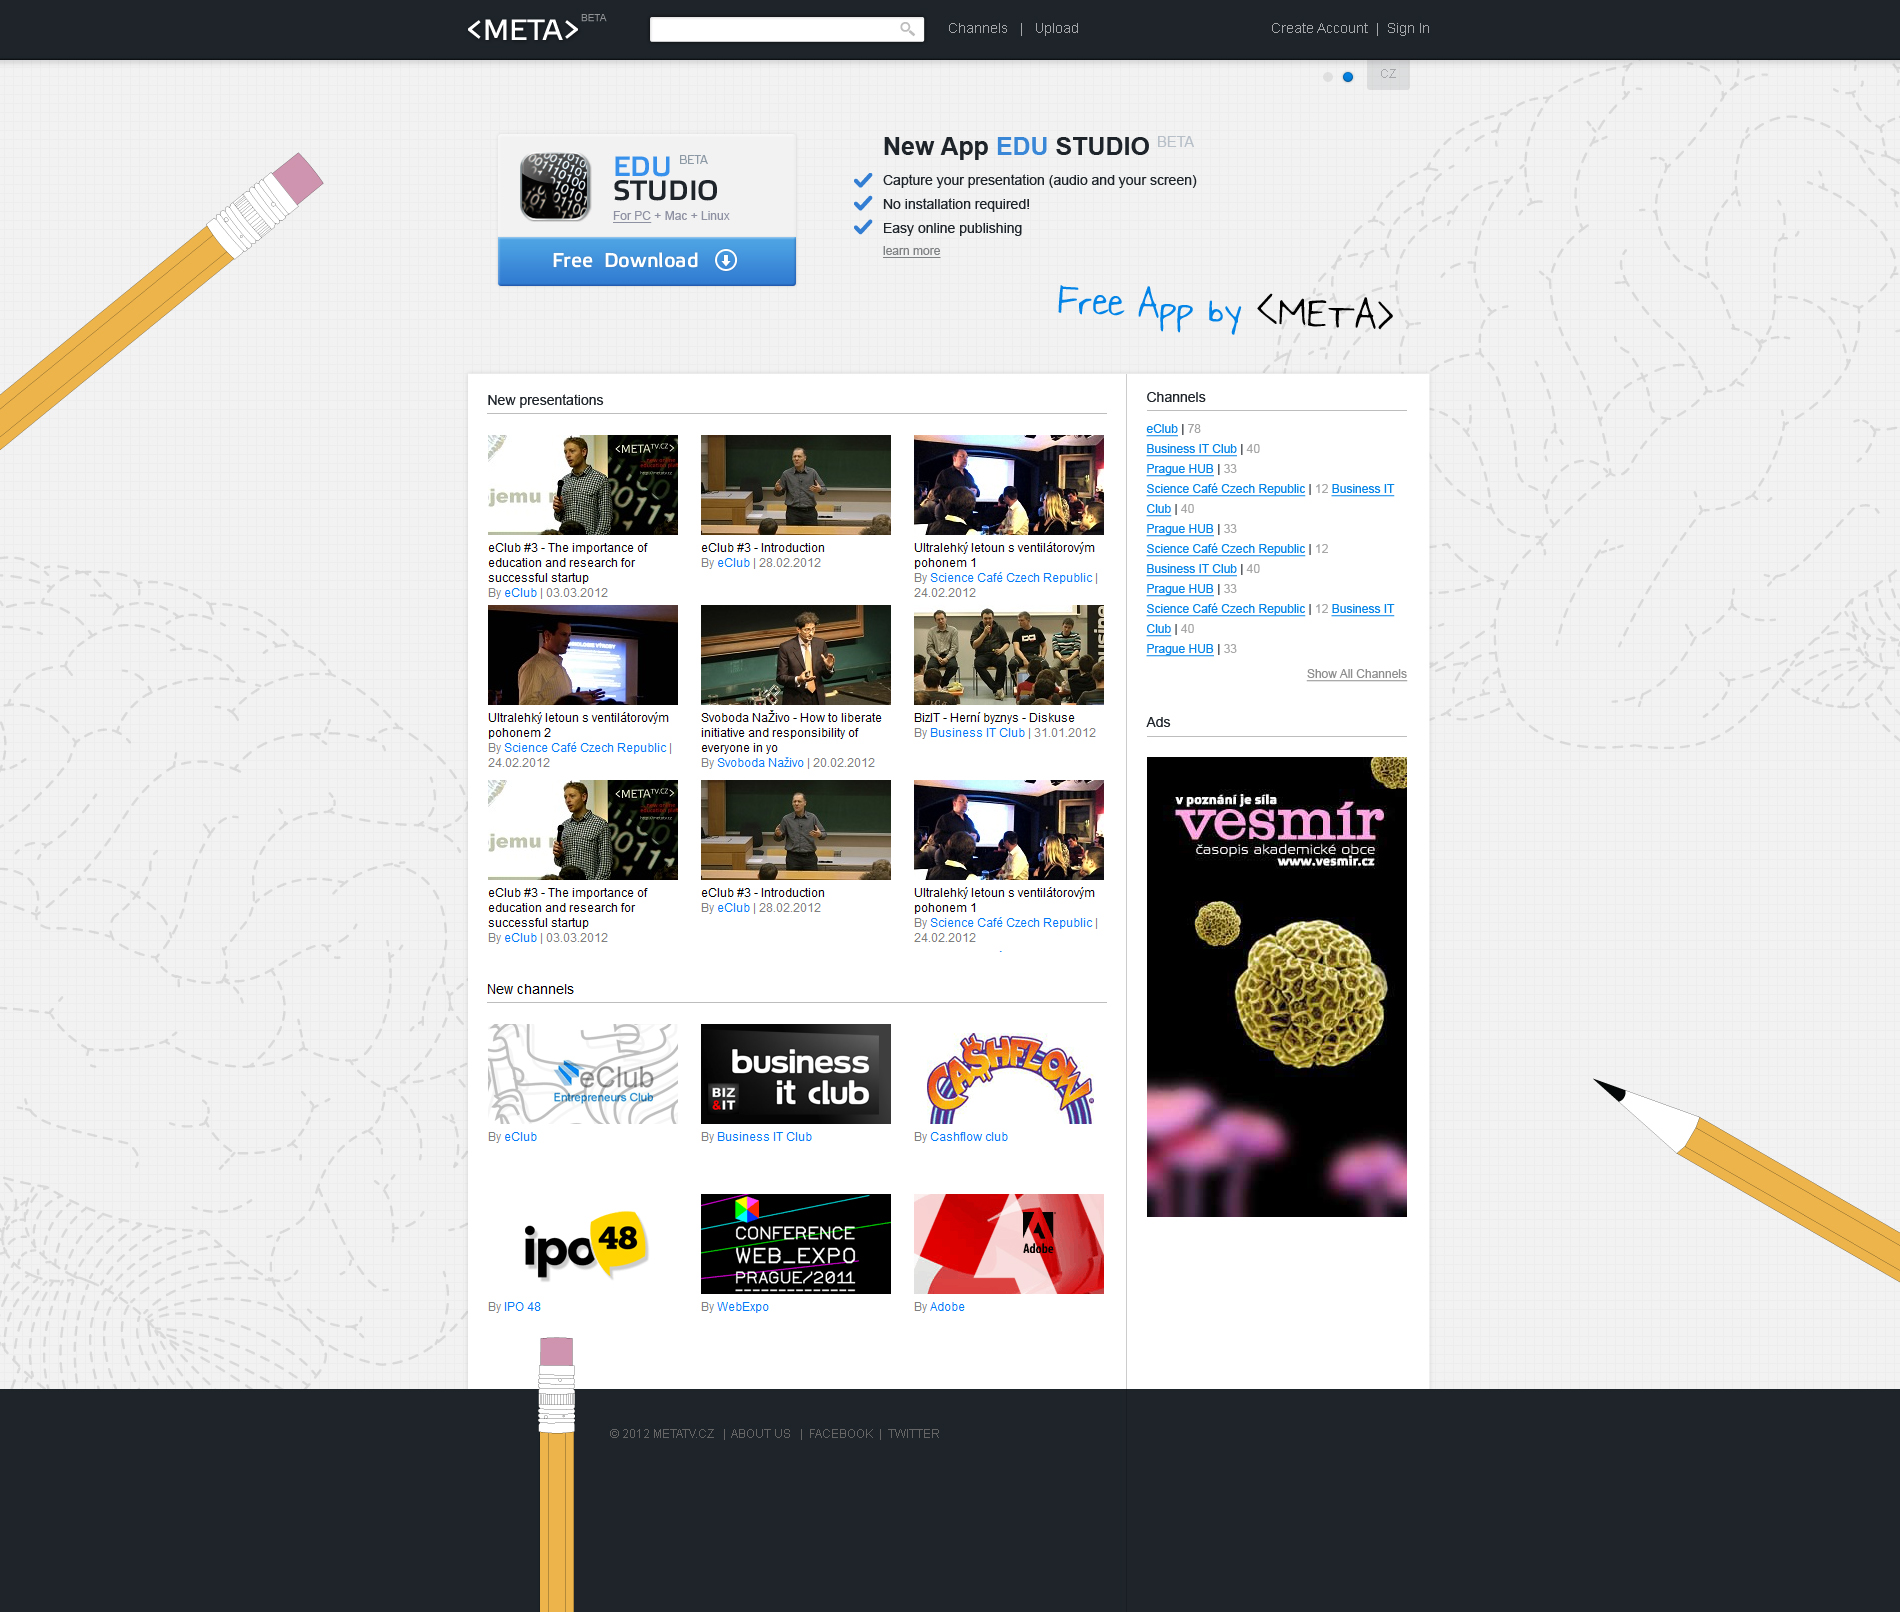 <META> BETA
Channels | Upload
Create Account | Sign In
CZ
EDU BETA
STUDIO
For PC + Mac + Linux
Free Download
New App EDU STUDIO BETA
Capture your presentation (audio and your screen)
No installation required!
Easy online publishing
learn more
Free App by <META>
New presentations
<META TV.CZ>
jemu
eClub #3 - The importance of
education and research for
successful startup
By eClub | 03.03.2012
eClub #3 - Introduction
By eClub | 28.02.2012
Ultralehký letoun s ventilátorovým
pohonem 1
By Science Café Czech Republic |
24.02.2012
Ultralehký letoun s ventilátorovým
pohonem 2
By Science Café Czech Republic |
24.02.2012
Svoboda NaŽivo - How to liberate
initiative and responsibility of
everyone in yo
By Svoboda Naživo | 20.02.2012
BizIT - Herní byznys - Diskuse
By Business IT Club | 31.01.2012
<META TV.CZ>
jemu
eClub #3 - The importance of
education and research for
successful startup
By eClub | 03.03.2012
eClub #3 - Introduction
By eClub | 28.02.2012
Ultralehký letoun s ventilátorovým
pohonem 1
By Science Café Czech Republic |
24.02.2012
New channels
eClub
Entrepreneurs Club
By eClub
business
it club
BIZ
&IT
By Business IT Club
CA$HFLOW
By Cashflow club
ipo48
By IPO 48
CONFERENCE
WEB_EXPO
PRAGUE/2011
By WebExpo
Adobe
By Adobe
Channels
eClub | 78
Business IT Club | 40
Prague HUB | 33
Science Café Czech Republic | 12 Business IT
Club | 40
Prague HUB | 33
Science Café Czech Republic | 12
Business IT Club | 40
Prague HUB | 33
Science Café Czech Republic | 12 Business IT
Club | 40
Prague HUB | 33
Show All Channels
Ads
v poznání je síla
vesmír
časopis akademické obce
www.vesmir.cz
© 2012 METATV.CZ | ABOUT US | FACEBOOK | TWITTER